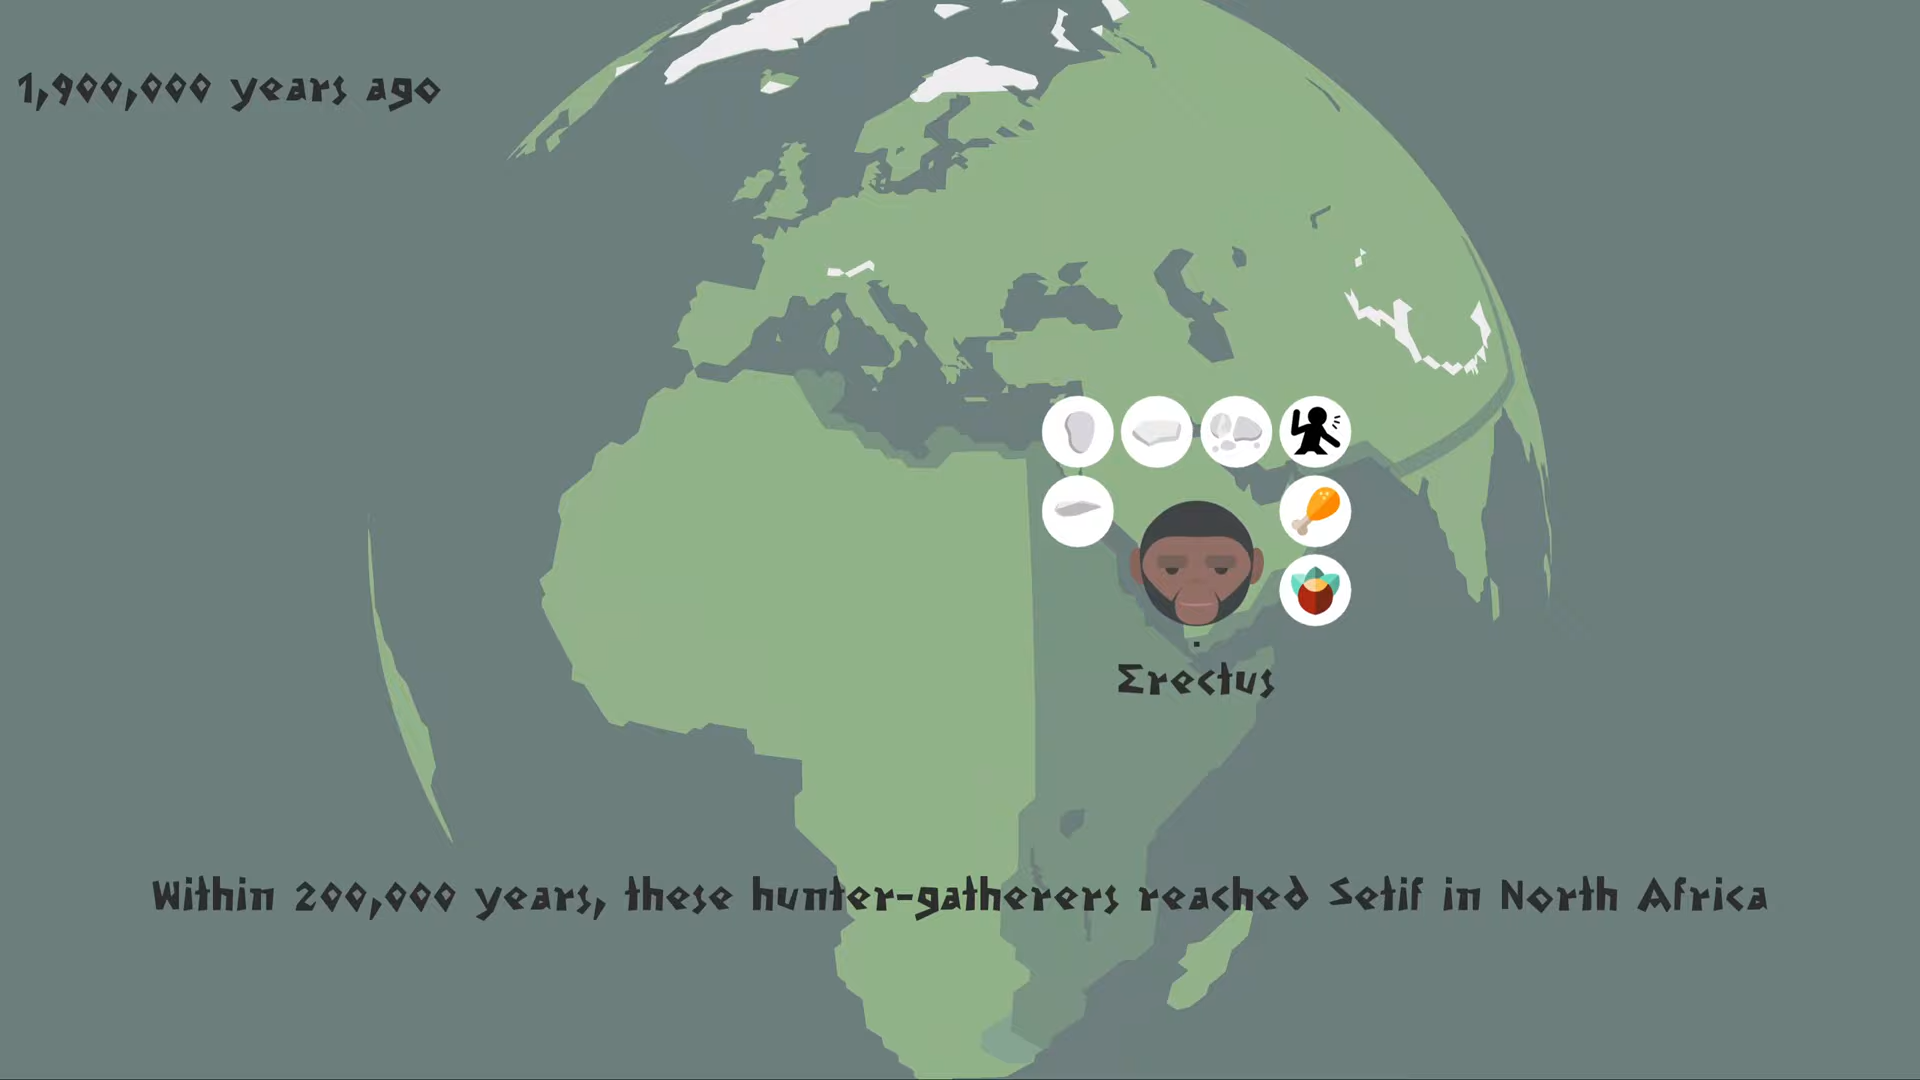 1,900,000 years ago
Erectus
Within 200,000 years, these hunter-gatherers reached Setif in North Africa